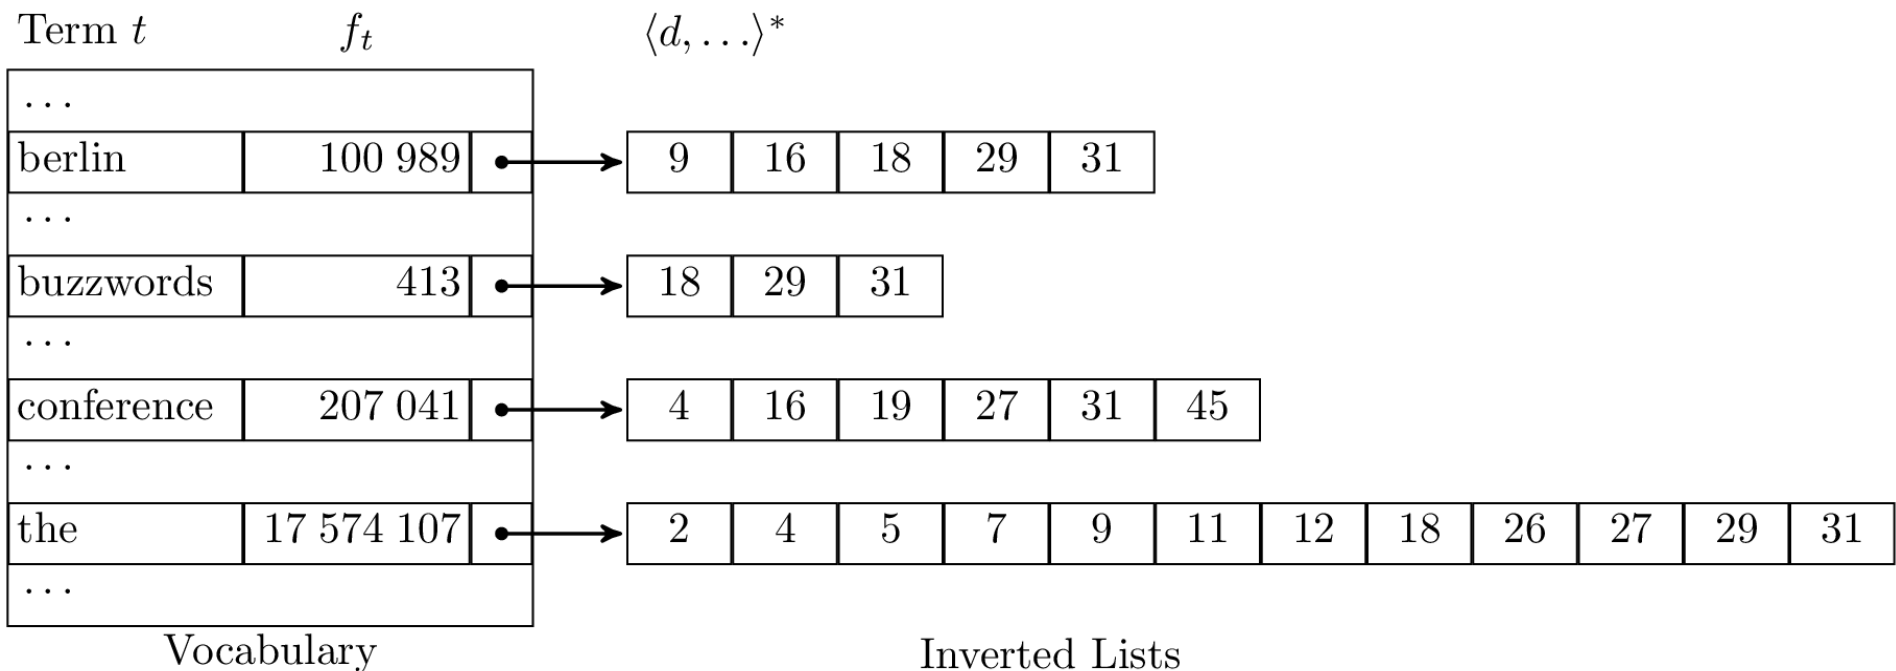 Term t f_t ⟨d, . . .⟩*
. . .
berlin 100 989 9 16 18 29 31
. . .
buzzwords 413 18 29 31
. . .
conference 207 041 4 16 19 27 31 45
. . .
the 17 574 107 2 4 5 7 9 11 12 18 26 27 29 31
. . .
Vocabulary Inverted Lists